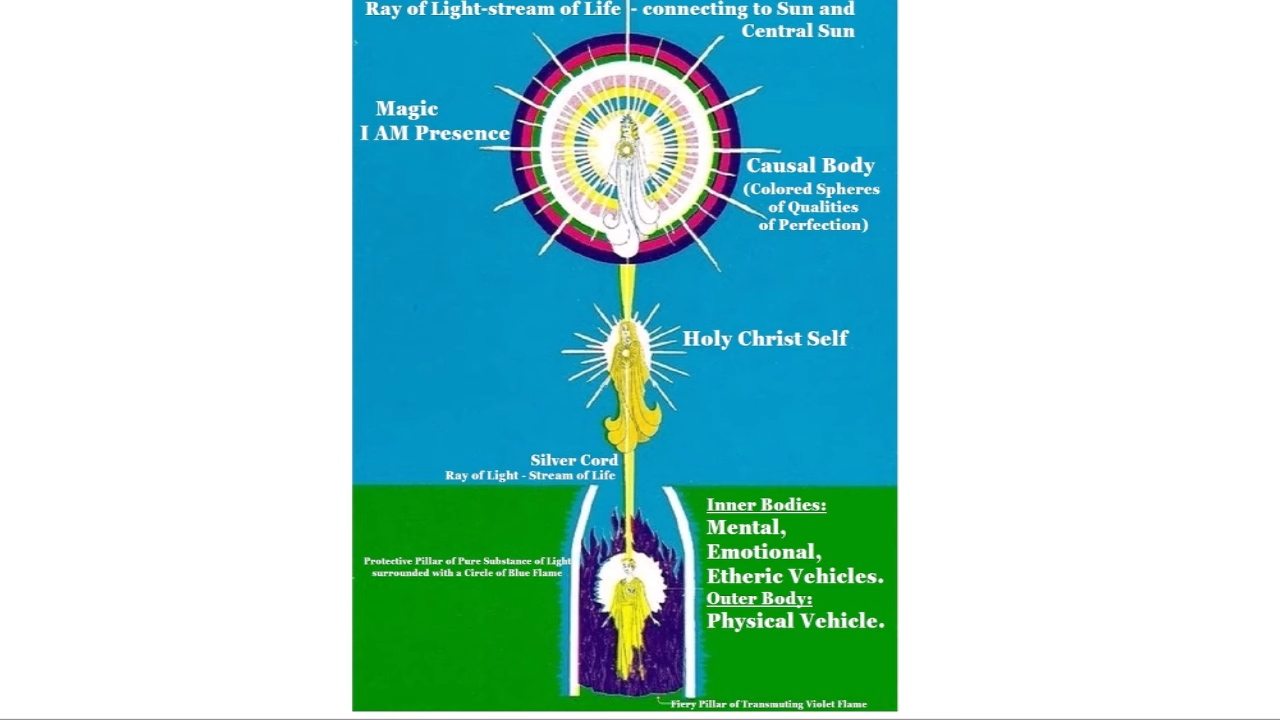 Ray of Light-stream of Life - connecting to Sun and
Central Sun
Magic
I AM Presence
Causal Body
(Colored Spheres
of Qualities
of Perfection)
Holy Christ Self
Silver Cord
Ray of Light - Stream of Life
Inner Bodies:
Mental,
Emotional,
Etheric Vehicles.
Outer Body:
Physical Vehicle.
Protective Pillar of Pure Substance of Light
surrounded with a Circle of Blue Flame
Fiery Pillar of Transmuting Violet Flame